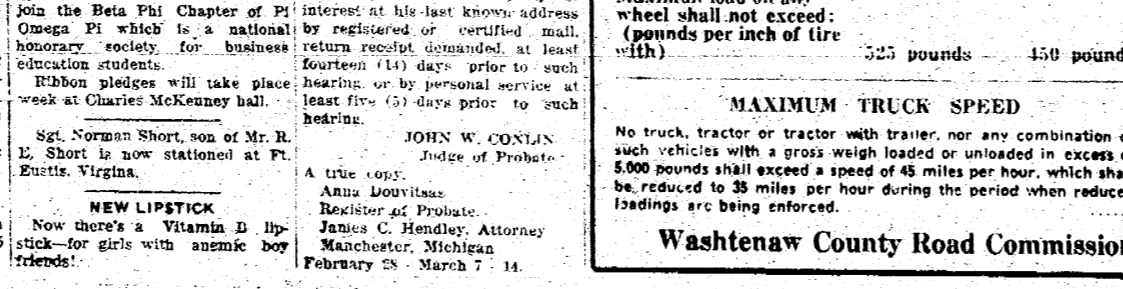 join the Beta Phi Chapter of Pi
Omega Pi which is a national
honorary society for business
education students.
Ribbon pledges will take place
week at Charles McKenney hall.
Sgt. Norman Short, son of Mr. R.
E. Short is now stationed at Ft.
Eustis, Virgina.
NEW LIPSTICK
Now there's a Vitamin B lip-
stick—for girls with anemic boy
friends!
interest at his last known address
by registered or certified mail,
return receipt demanded, at least
fourteen (14) days prior to such
hearing, or by personal service at
least five (5) days prior to such
hearing.
JOHN W. CONLIN
Judge of Probate
A true copy.
Anna Douvitsas
Register of Probate.
James C. Hendley, Attorney
Manchester, Michigan
February 28 - March 7 - 14.
wheel shall not exceed:
(pounds per inch of tire
with) 525 pounds 450 pound
MAXIMUM TRUCK SPEED
No truck, tractor or tractor with trailer, nor any combination
such vehicles with a gross weigh loaded or unloaded in excess
5,000 pounds shall exceed a speed of 45 miles per hour, which sha
be reduced to 35 miles per hour during the period when reduce
loadings are being enforced.
Washtenaw County Road Commission